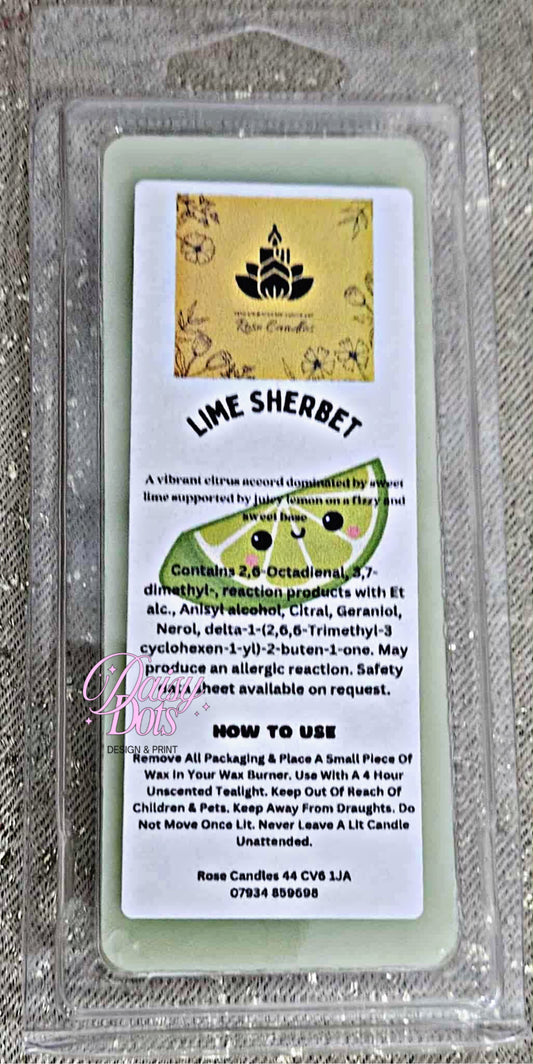 Rose Candles
LIME SHERBET
A vibrant citrus accord dominated by sweet
lime supported by juicy lemon on a fizzy and
sweet base
Contains 2,6-Octadienal, 3,7-
dimethyl-, reaction products with Et
alc., Anisyl alcohol, Citral, Geraniol,
Nerol, delta-1-(2,6,6-Trimethyl-3
cyclohexen-1-yl)-2-buten-1-one. May
produce an allergic reaction. Safety
sheet available on request.
Daisy
Dots
DESIGN & PRINT
HOW TO USE
Remove All Packaging & Place A Small Piece Of
Wax In Your Wax Burner. Use With A 4 Hour
Unscented Tealight. Keep Out Of Reach Of
Children & Pets. Keep Away From Draughts. Do
Not Move Once Lit. Never Leave A Lit Candle
Unattended.
Rose Candles 44 CV6 1JA
07934 859698